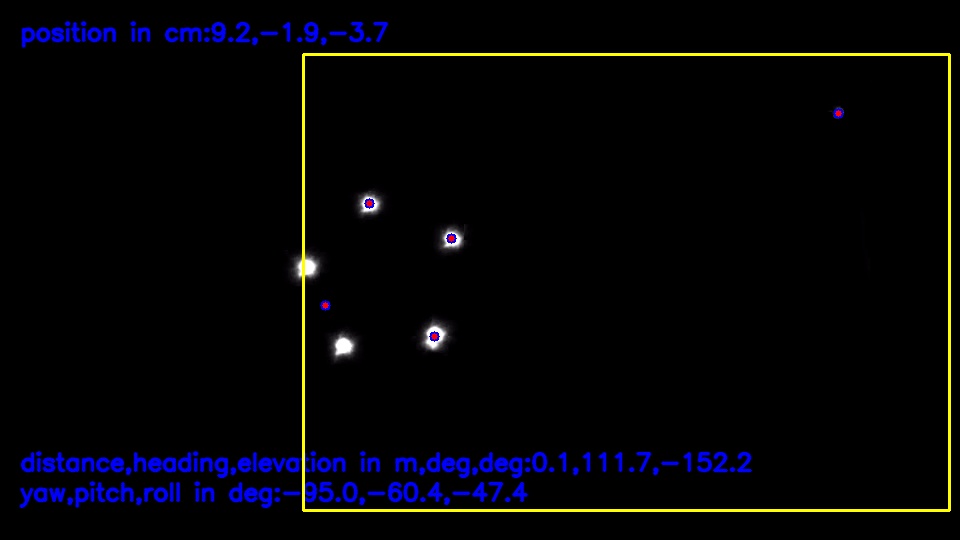 position in cm:9.2,-1.9,-3.7
distance,heading,elevation in m,deg,deg:0.1,111.7,-152.2
yaw,pitch,roll in deg:-95.0,-60.4,-47.4